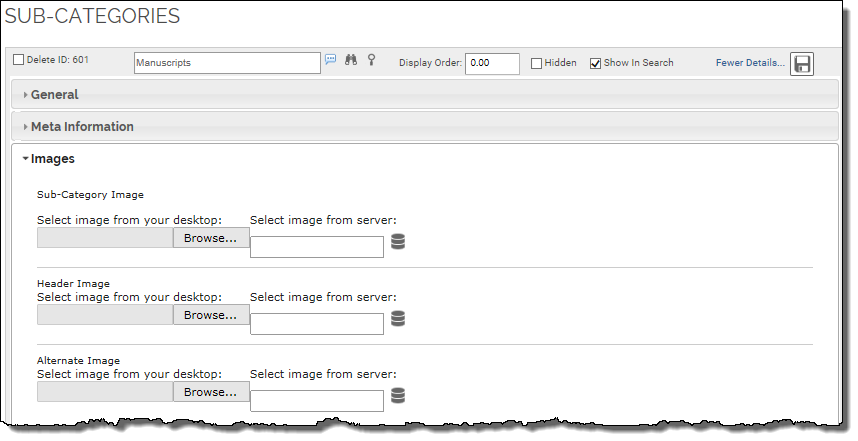 SUB-CATEGORIES
Delete ID: 601 Manuscripts Display Order: 0.00 Hidden Show In Search Fewer Details...
General
Meta Information
Images
Sub-Category Image
Select image from your desktop: Select image from server:
Browse...
Header Image
Select image from your desktop: Select image from server:
Browse...
Alternate Image
Select image from your desktop: Select image from server:
Browse...